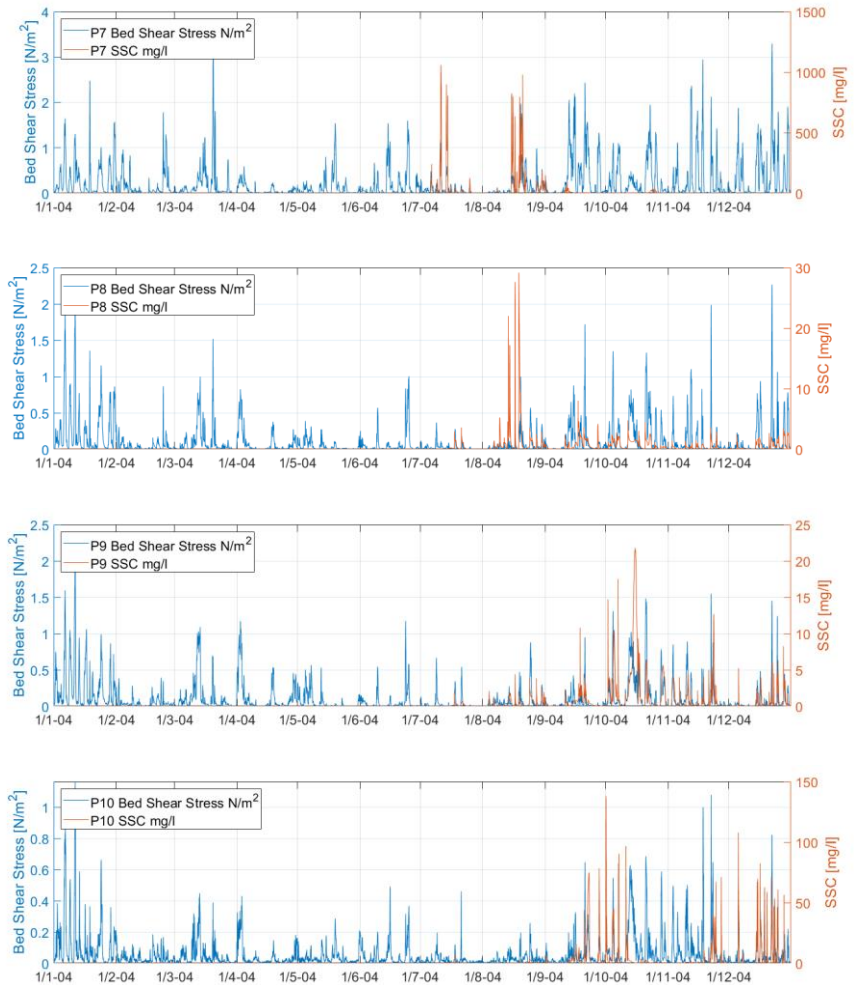 4
3
2
1
0
Bed Shear Stress [N/m²]
P7 Bed Shear Stress N/m²
P7 SSC mg/l
1500
1000
500
0
SSC [mg/l]
1/1-04 1/2-04 1/3-04 1/4-04 1/5-04 1/6-04 1/7-04 1/8-04 1/9-04 1/10-04 1/11-04 1/12-04
2.5
2
1.5
1
0.5
0
Bed Shear Stress [N/m²]
P8 Bed Shear Stress N/m²
P8 SSC mg/l
30
20
10
0
SSC [mg/l]
1/1-04 1/2-04 1/3-04 1/4-04 1/5-04 1/6-04 1/7-04 1/8-04 1/9-04 1/10-04 1/11-04 1/12-04
2.5
2
1.5
1
0.5
0
Bed Shear Stress [N/m²]
P9 Bed Shear Stress N/m²
P9 SSC mg/l
25
20
15
10
5
0
SSC [mg/l]
1/1-04 1/2-04 1/3-04 1/4-04 1/5-04 1/6-04 1/7-04 1/8-04 1/9-04 1/10-04 1/11-04 1/12-04
1
0.8
0.6
0.4
0.2
0
Bed Shear Stress [N/m²]
P10 Bed Shear Stress N/m²
P10 SSC mg/l
150
100
50
0
SSC [mg/l]
1/1-04 1/2-04 1/3-04 1/4-04 1/5-04 1/6-04 1/7-04 1/8-04 1/9-04 1/10-04 1/11-04 1/12-04